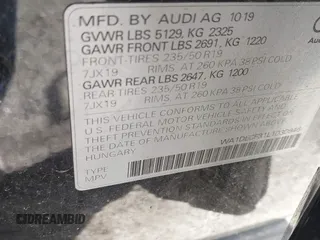 MFD. BY AUDI AG 10 19
GVWR LBS 5129, KG 2325
GAWR FRONT LBS 2691, KG 1220
FRONT TIRES 235/50 R19
7JX19 RIMS, AT 260 KPA 38 PSI COLD
GAWR REAR LBS 2647, KG 1200
REAR TIRES 235/50 R19
7JX19 RIMS, AT 260 KPA 38 PSI COLD
THIS VEHICLE CONFORMS TO ALL APPLICABLE
U.S. FEDERAL MOTOR VEHICLE SAFETY, BUMPER AND
THEFT PREVENTION STANDARDS IN EFFECT ON
DATE OF MANUFACTURE SHOWN ABOVE
HUNGARY
TYPE:
M.P.V.
DREAMBID